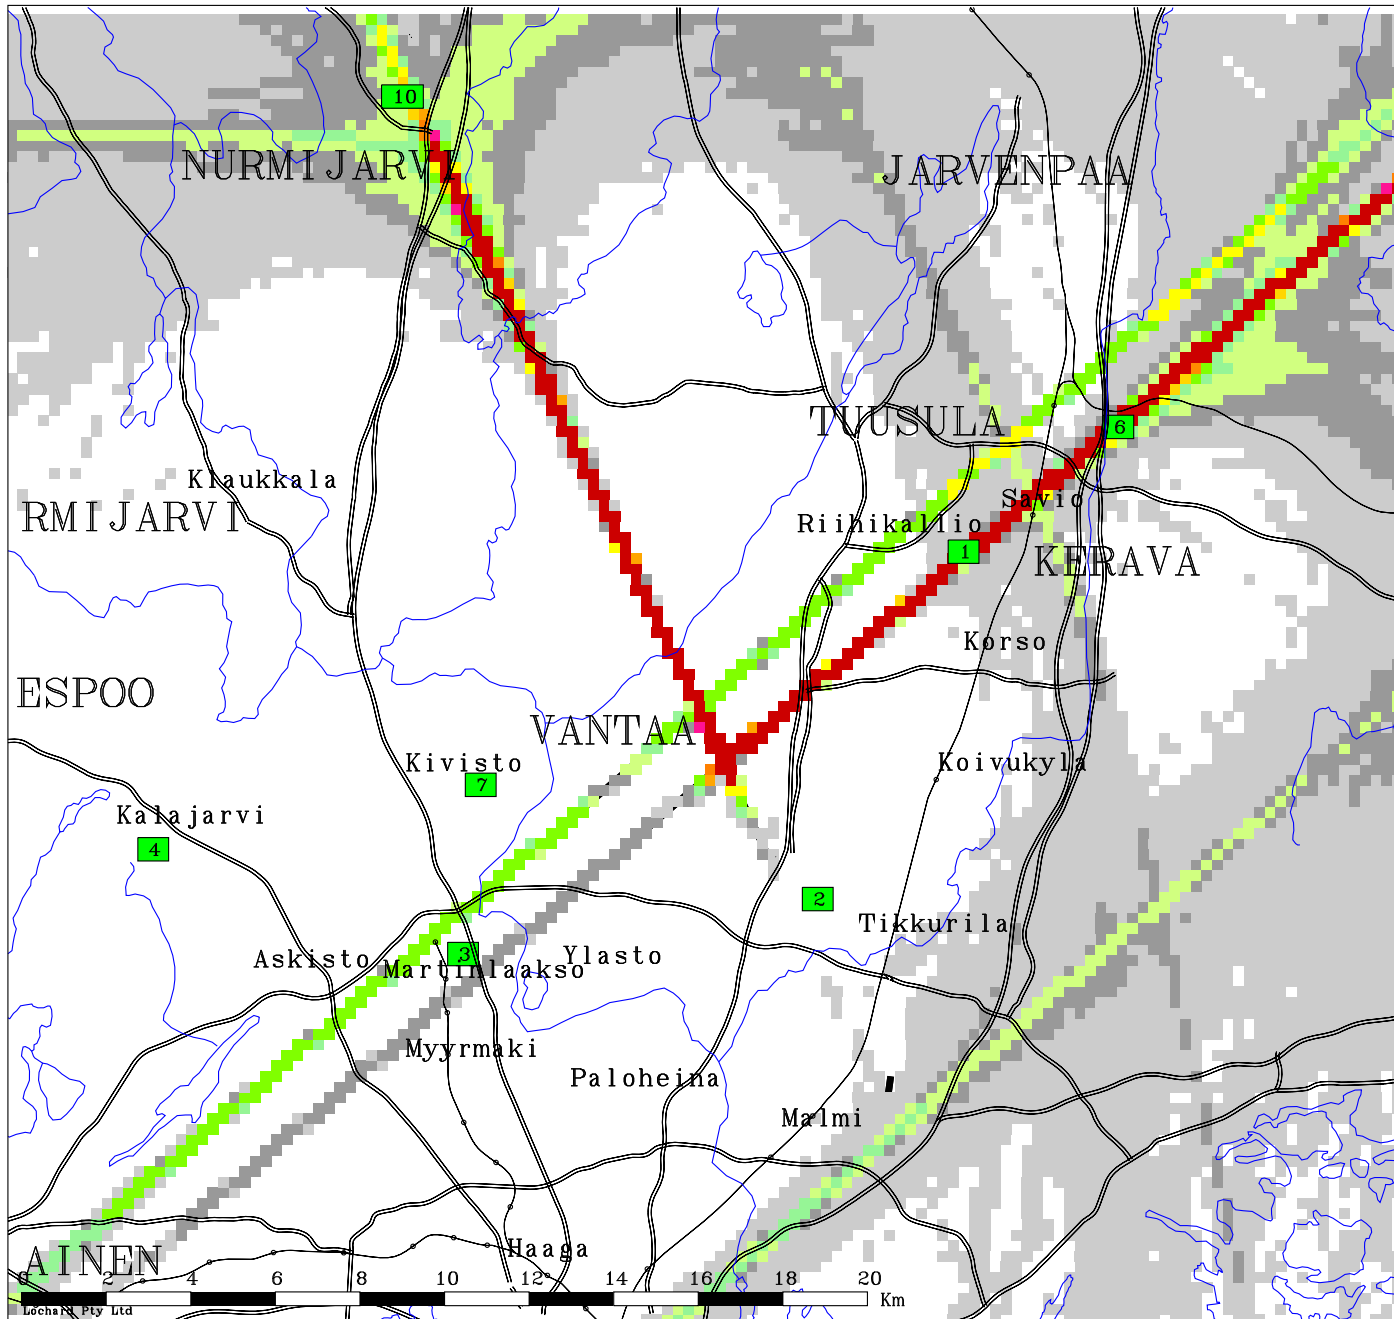 10
NURMIJARVI
JARVENPAA
TUUSULA
6
Klaukkala
Savio
RMIJARVI
Riihikallio
1
KERAVA
Korso
ESPOO
VANTAA
Kivisto
Koivukyla
7
Kalajarvi
4
2
Tikkurila
3
Ylasto
Askisto
Martinlaakso
Myyrmaki
Paloheina
Malmi
Haaga
AINEN
0 2 4 6 8 10 12 14 16 18 20 Km
Lochard Pty Ltd